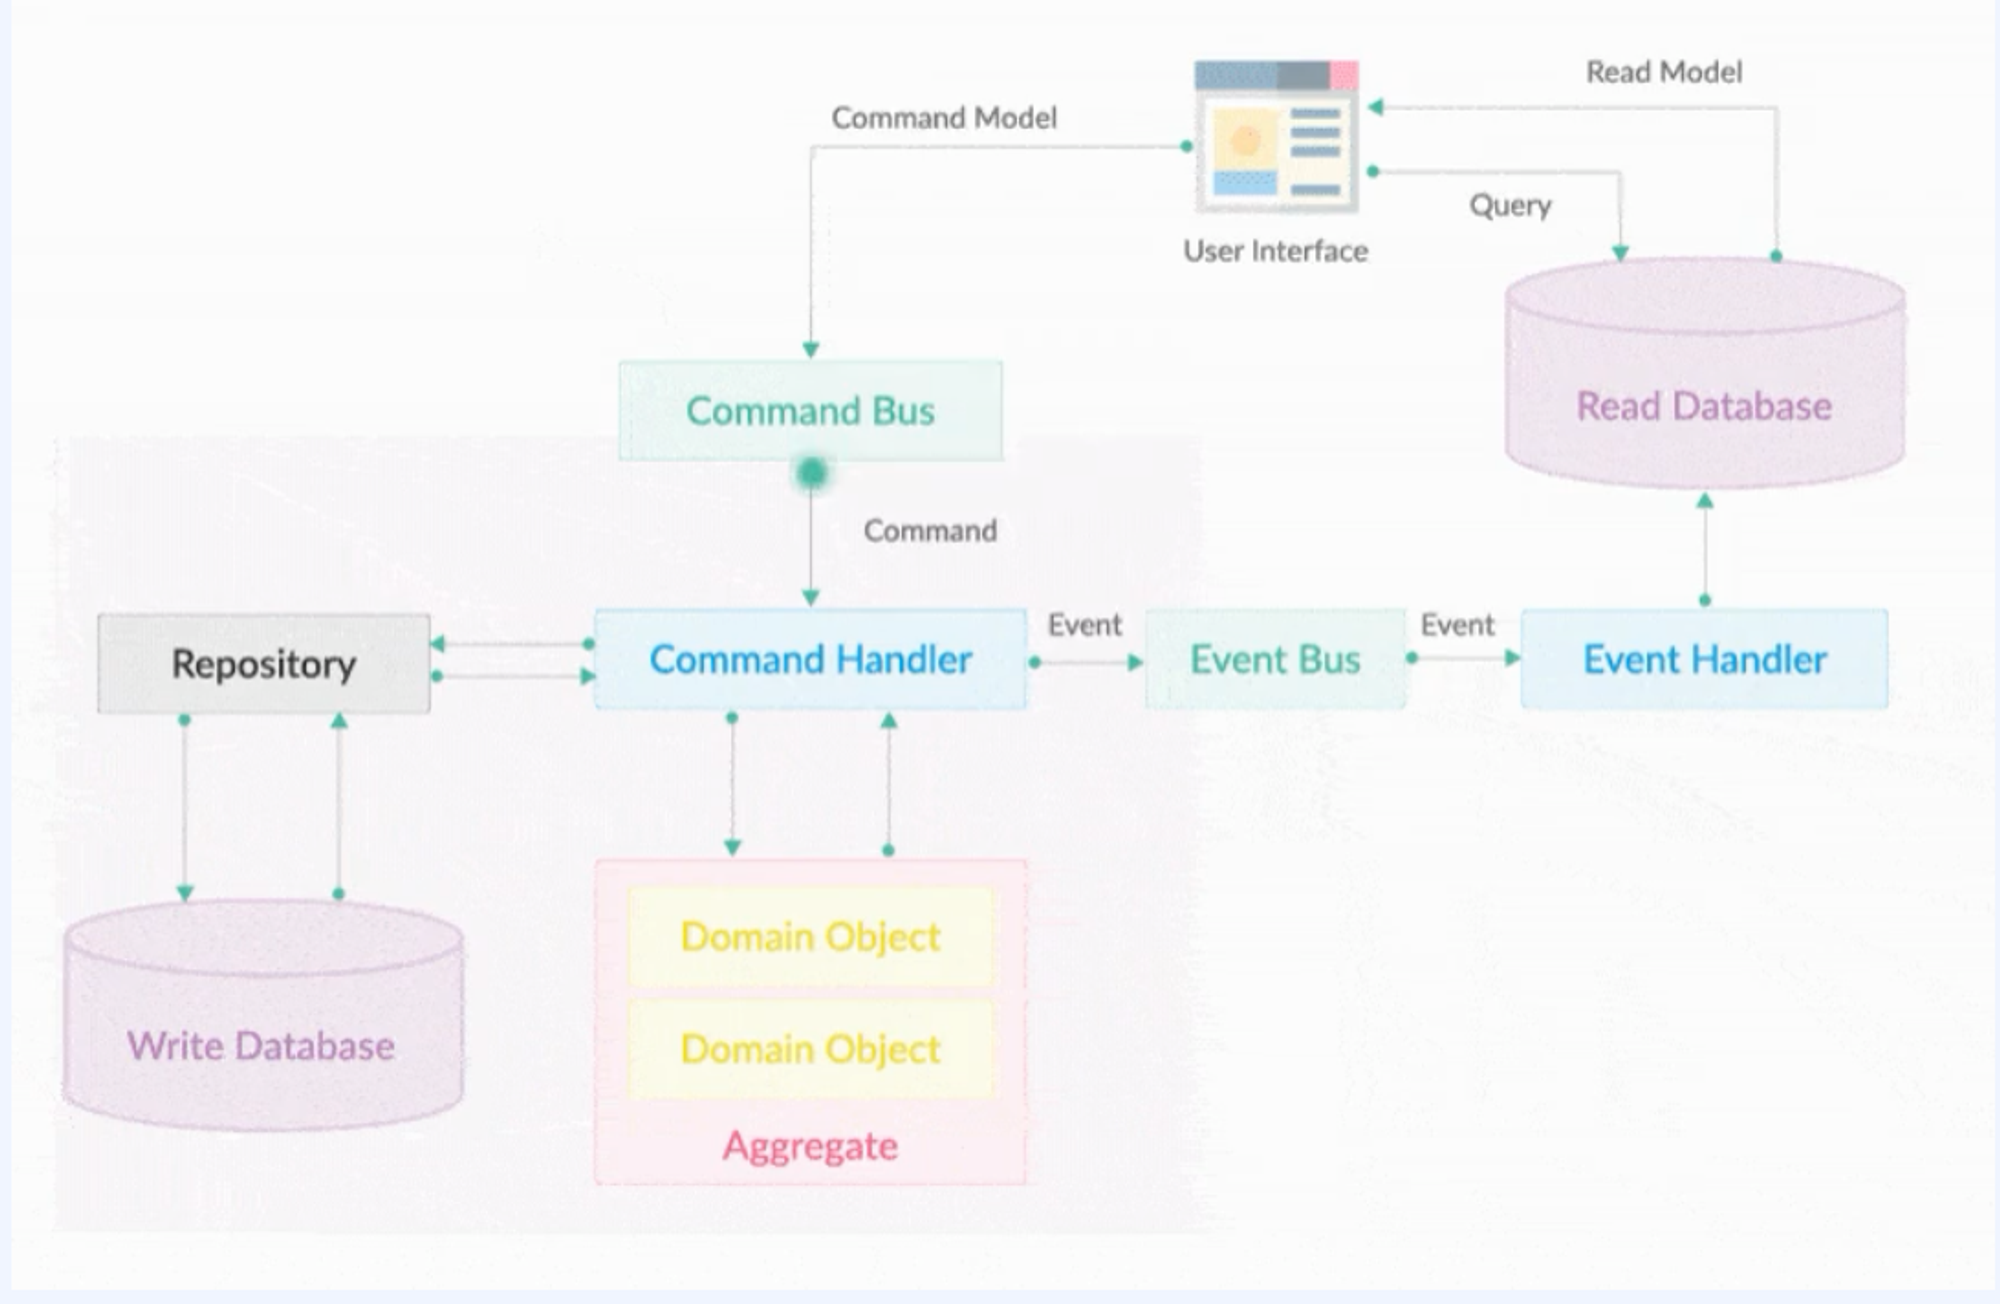 Read Model
Command Model
Query
User Interface
Command Bus
Read Database
Command
Repository
Command Handler
Event
Event Bus
Event
Event Handler
Domain Object
Domain Object
Write Database
Aggregate